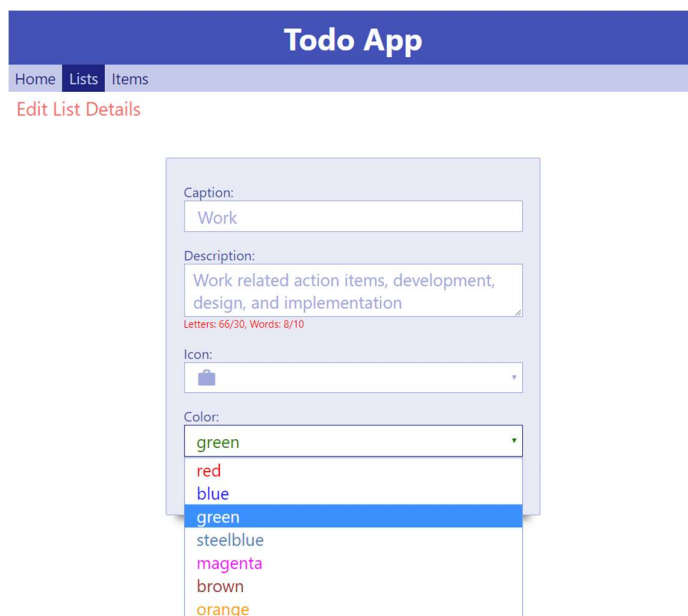 Todo App
Home Lists Items
Edit List Details
Caption:
Work
Description:
Work related action items, development,
design, and implementation
Letters: 66/30, Words: 8/10
Icon:
Color:
green
red
blue
green
steelblue
magenta
brown
orange